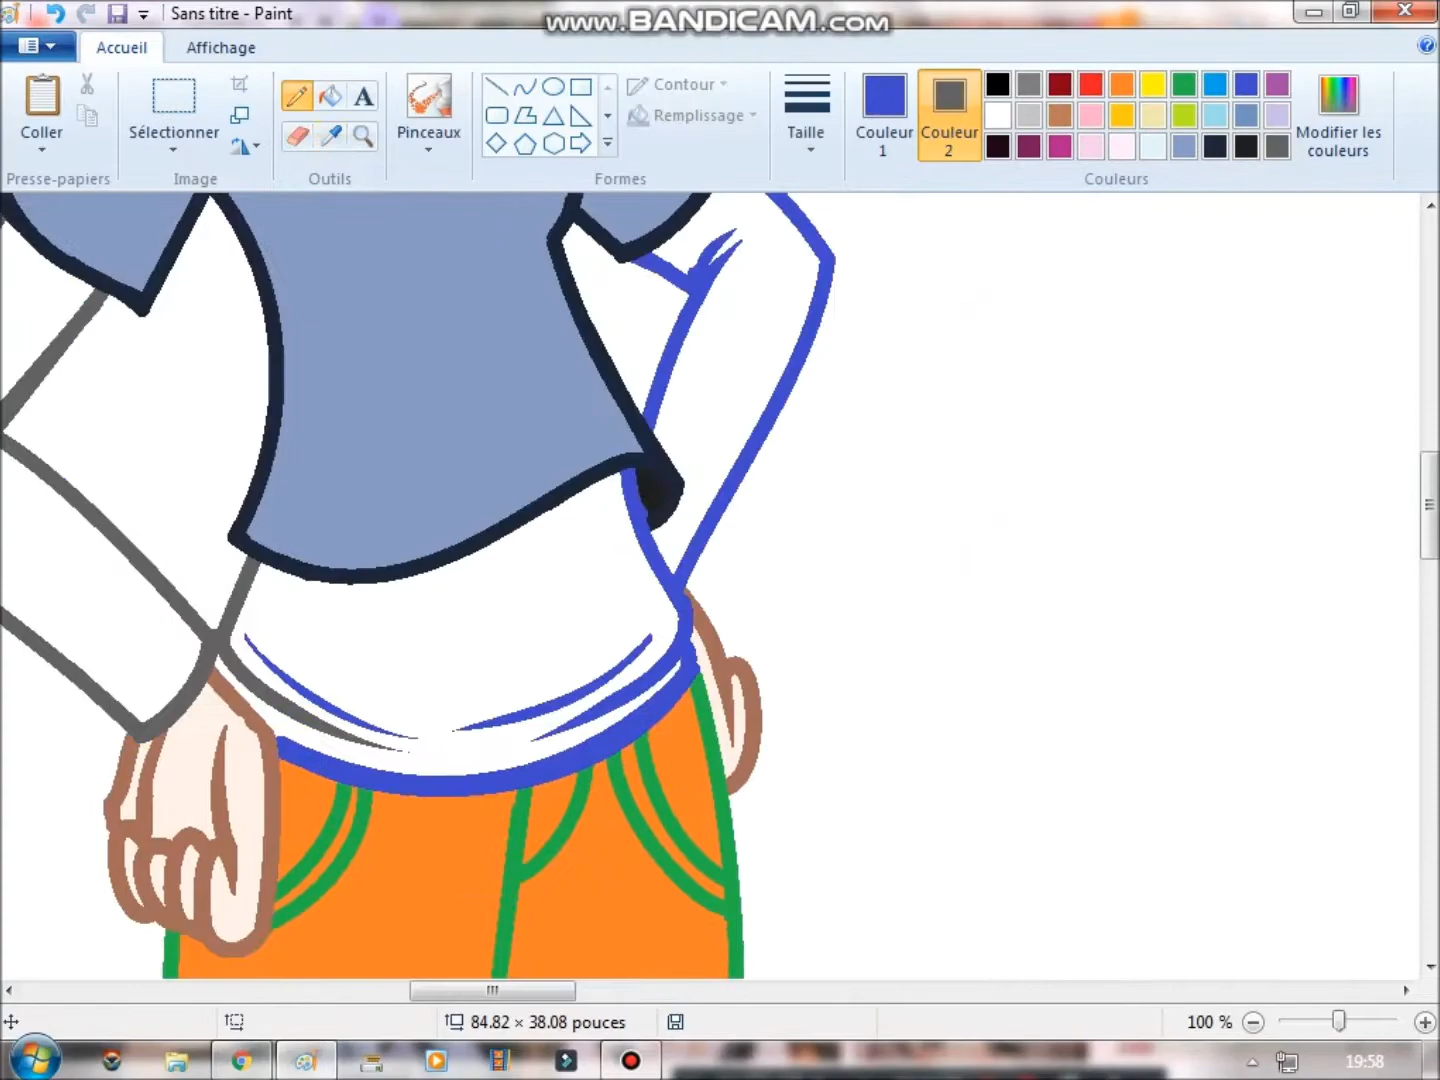 Sans titre - Paint
www.BANDICAM.com
Accueil
Affichage
Coller
Sélectionner
A
Pinceaux
Contour
Remplissage
Taille
Couleur
1
Couleur
2
Modifier les
couleurs
Presse-papiers
Image
Outils
Formes
Couleurs
84.82 × 38.08 pouces
100 %
19:58